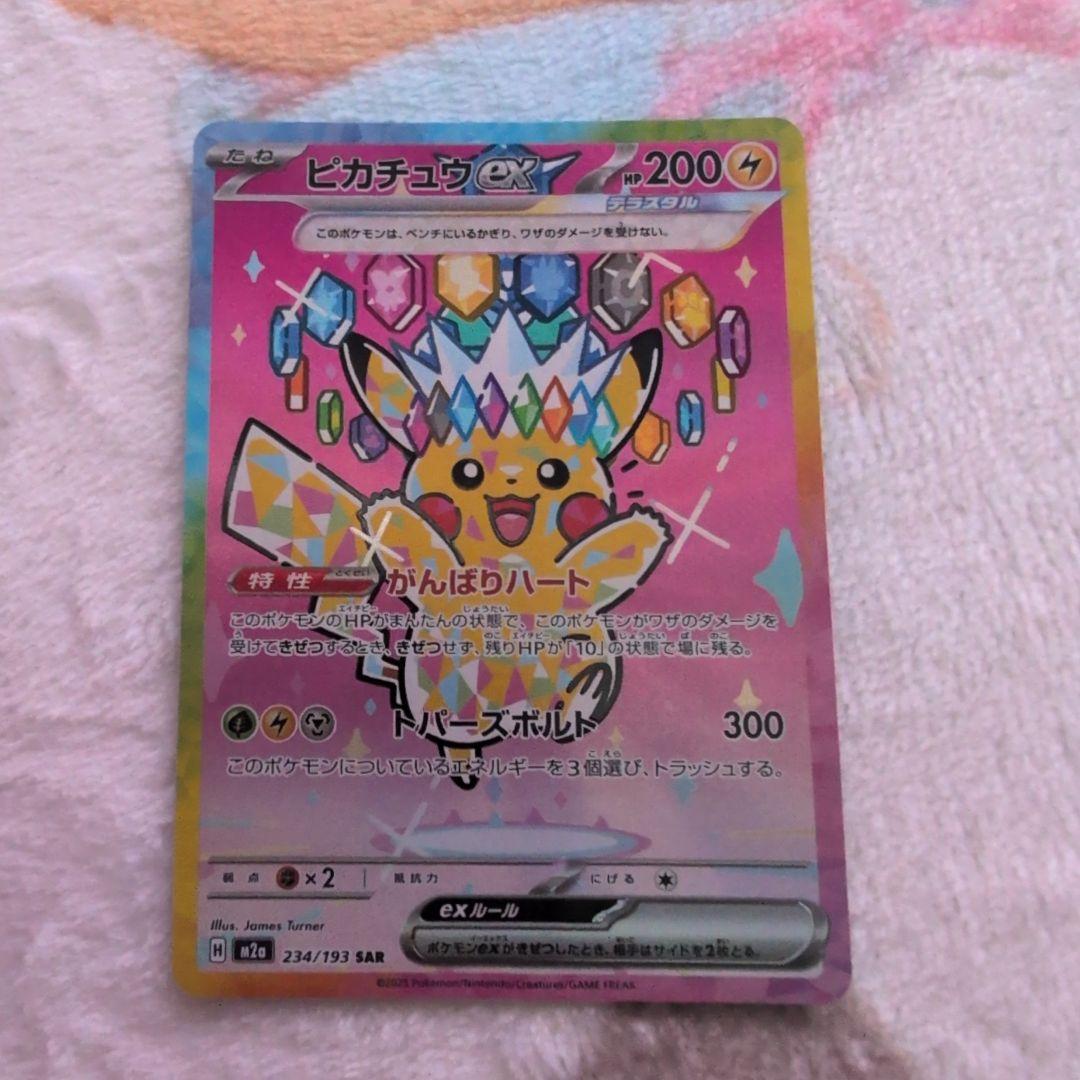 たね ピカチュウex HP200
テラスタル
このポケモンは、ベンチにいるかぎり、ワザのダメージを受けない。
特性 とくせい がんばりハート
このポケモンのHPがまんたんの状態で、このポケモンがワザのダメージを
受けてきぜつするとき、きぜつせず、残りHPが「10」の状態で場に残る。
トパーズボルト 300
このポケモンについているエネルギーを3個選び、トラッシュする。
弱点 ×2 抵抗力 にげる
Illus. James Turner
exルール
ポケモンexがきぜつしたとき、相手はサイドを2枚とる。
H m2a 234/193 SAR
©2025 Pokémon/Nintendo/Creatures/GAME FREAK